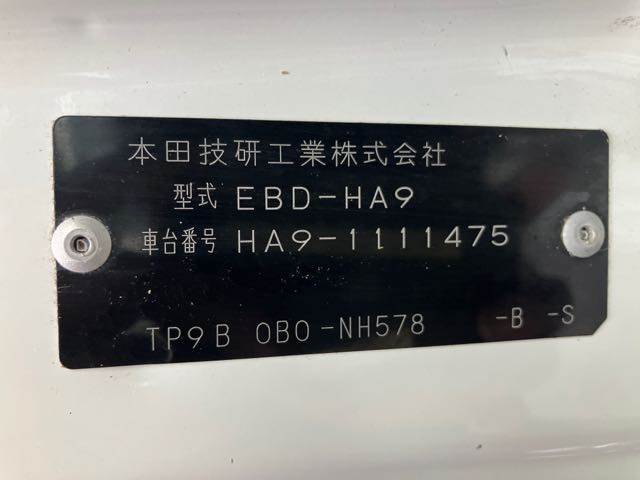 本田技研工業株式会社
型式 EBD-HA9
車台番号 HA9-1111475
TP9B 0B0-NH578 -B -S